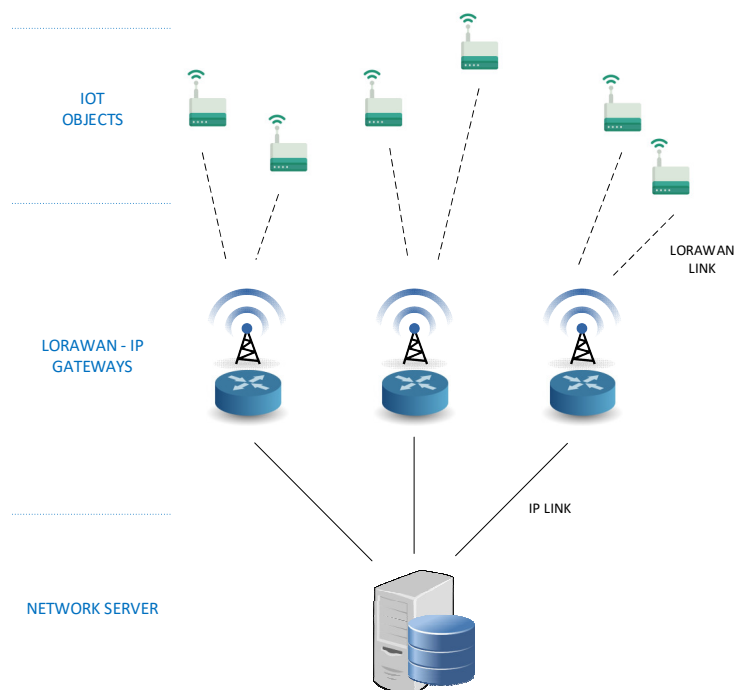 IOT
OBJECTS
LORAWAN
LINK
LORAWAN - IP
GATEWAYS
IP LINK
NETWORK SERVER